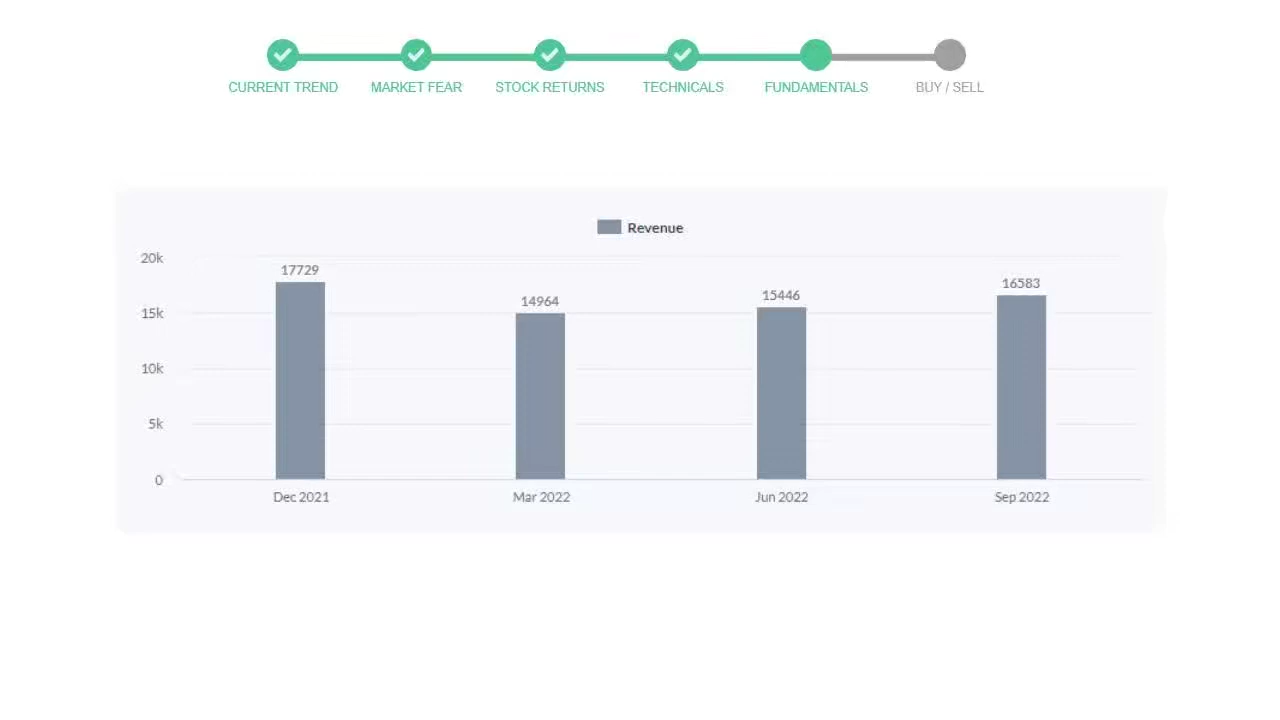 CURRENT TREND MARKET FEAR STOCK RETURNS TECHNICALS FUNDAMENTALS BUY / SELL
Revenue
20k
17729
14964
15446
16583
15k
10k
5k
0
Dec 2021 Mar 2022 Jun 2022 Sep 2022